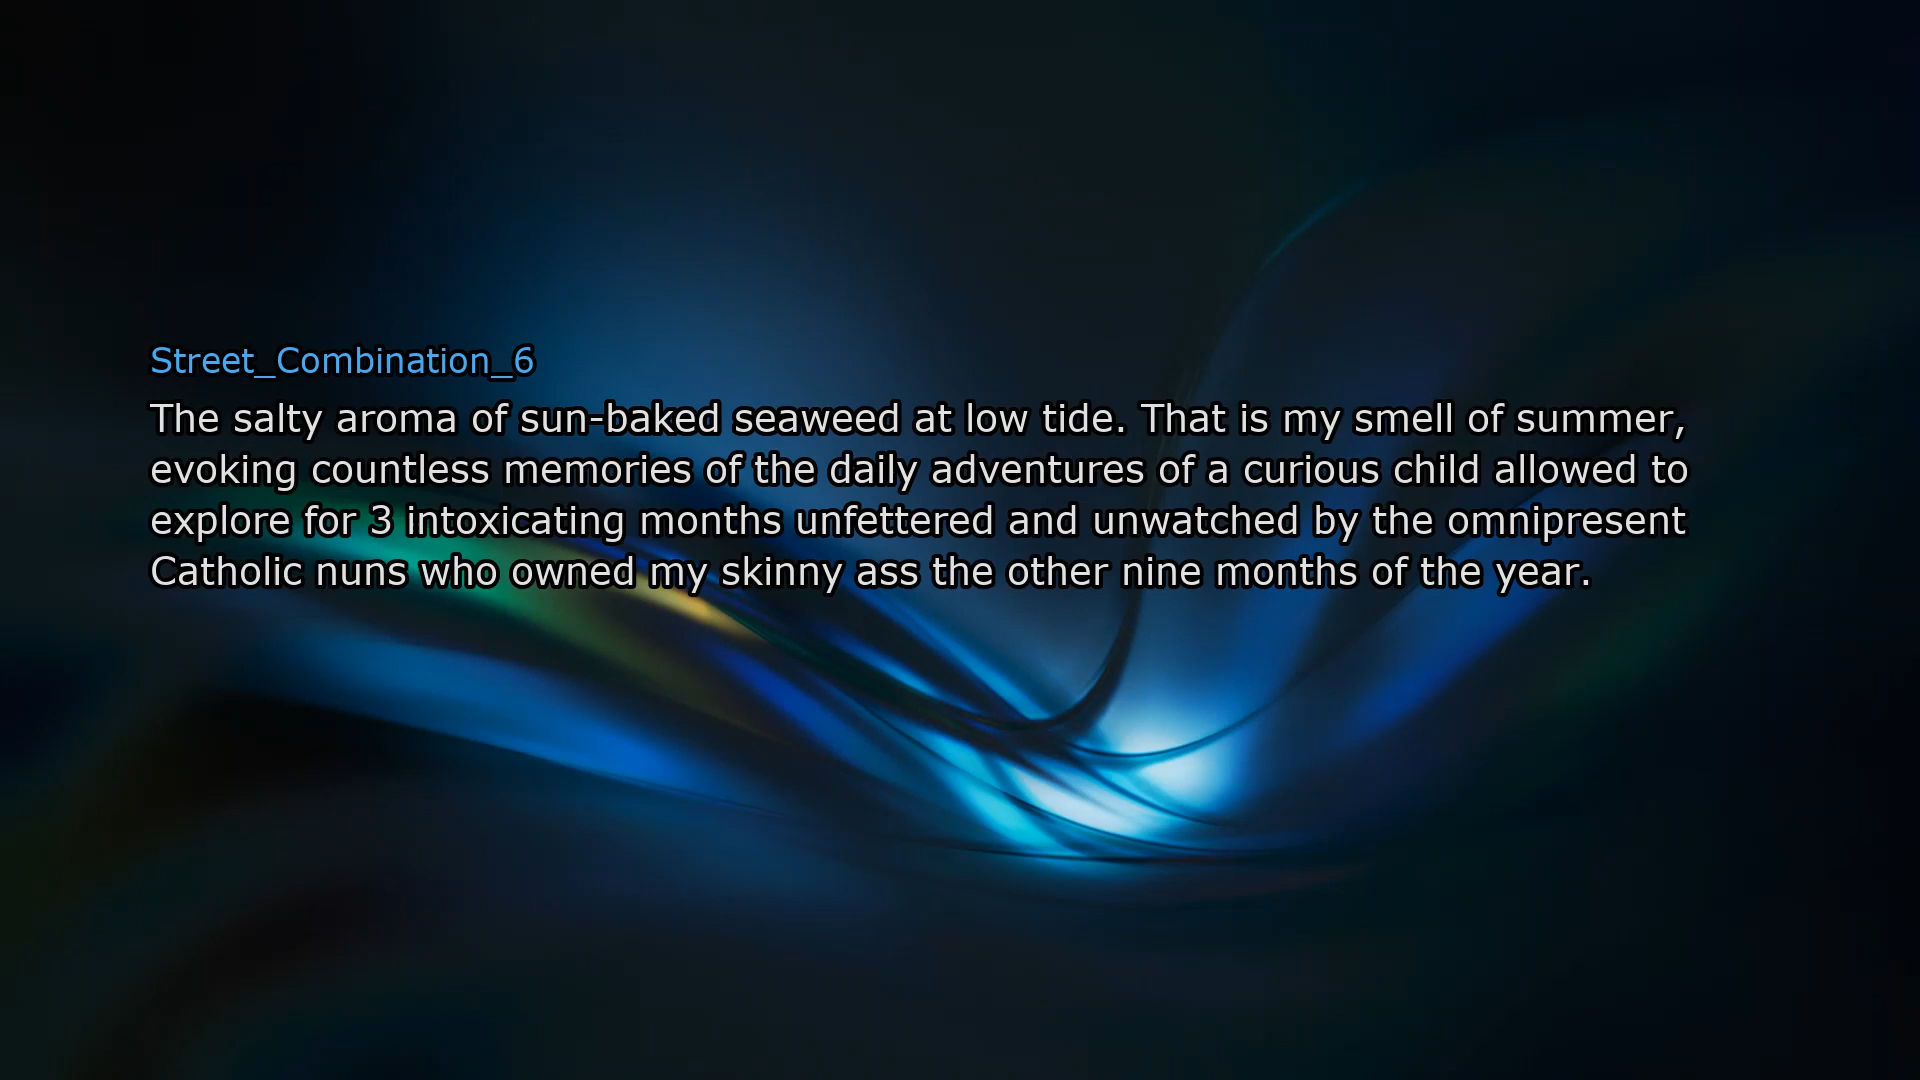 Street_Combination_6
The salty aroma of sun-baked seaweed at low tide. That is my smell of summer,
evoking countless memories of the daily adventures of a curious child allowed to
explore for 3 intoxicating months unfettered and unwatched by the omnipresent
Catholic nuns who owned my skinny ass the other nine months of the year.